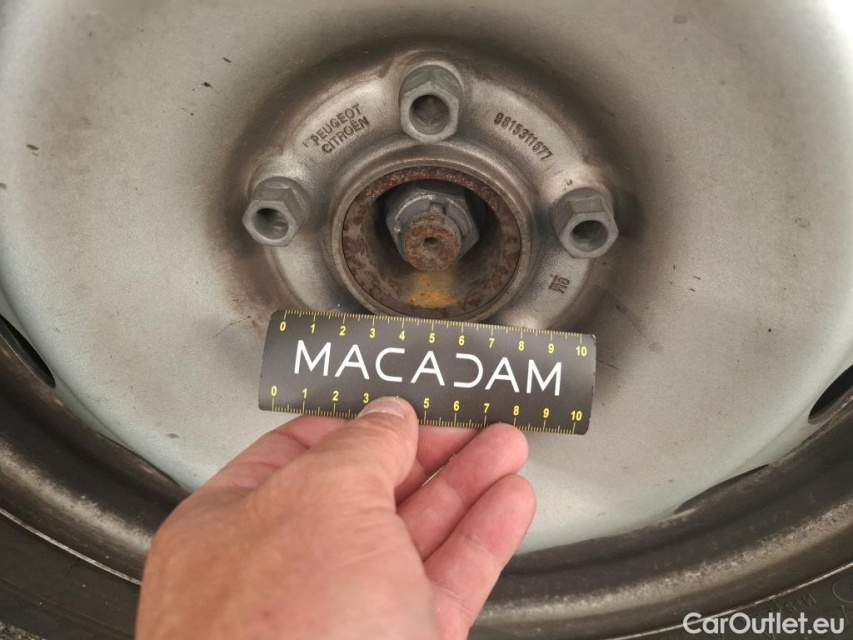 PEUGEOT
CITROËN
9815311677
0 1 2 3 4 5 6 7 8 9 10
MACADAM
0 1 2 3 5 6 7 8 9 10
CarOutlet.eu